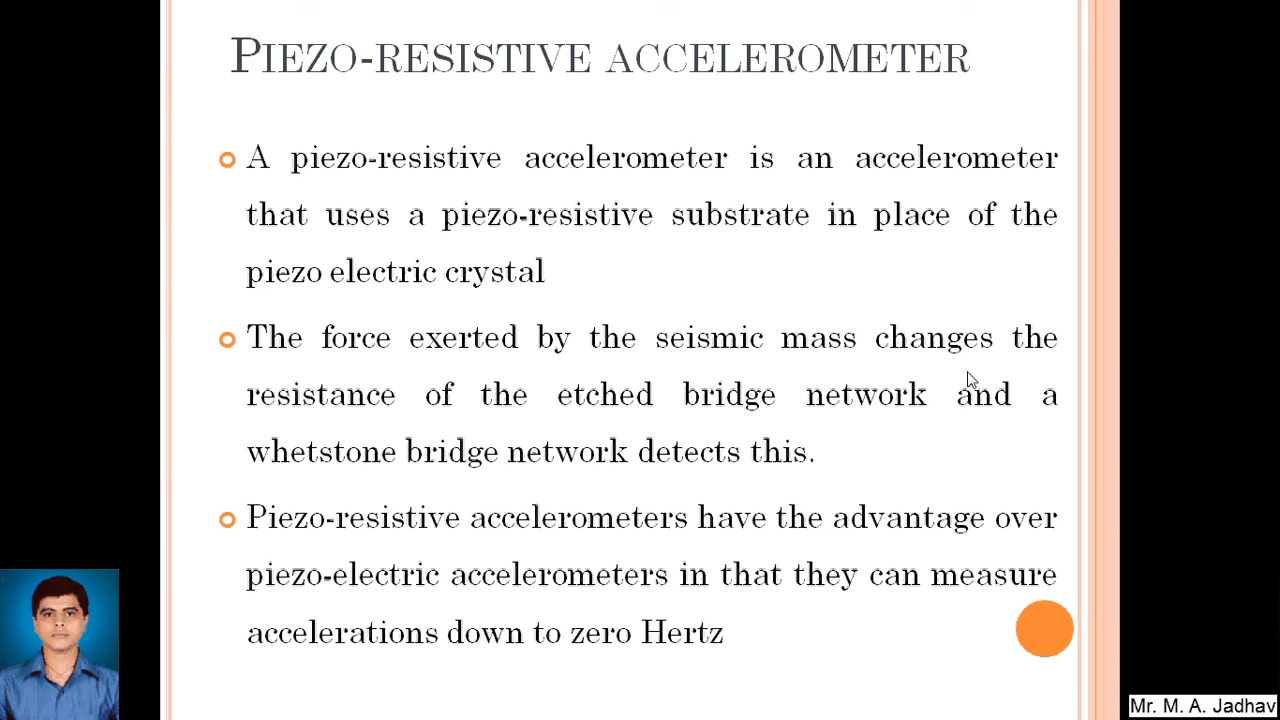 PIEZO-RESISTIVE ACCELEROMETER
A piezo-resistive accelerometer is an accelerometer
that uses a piezo-resistive substrate in place of the
piezo electric crystal
The force exerted by the seismic mass changes the
resistance of the etched bridge network and a
whetstone bridge network detects this.
Piezo-resistive accelerometers have the advantage over
piezo-electric accelerometers in that they can measure
accelerations down to zero Hertz
Mr. M. A. Jadhav